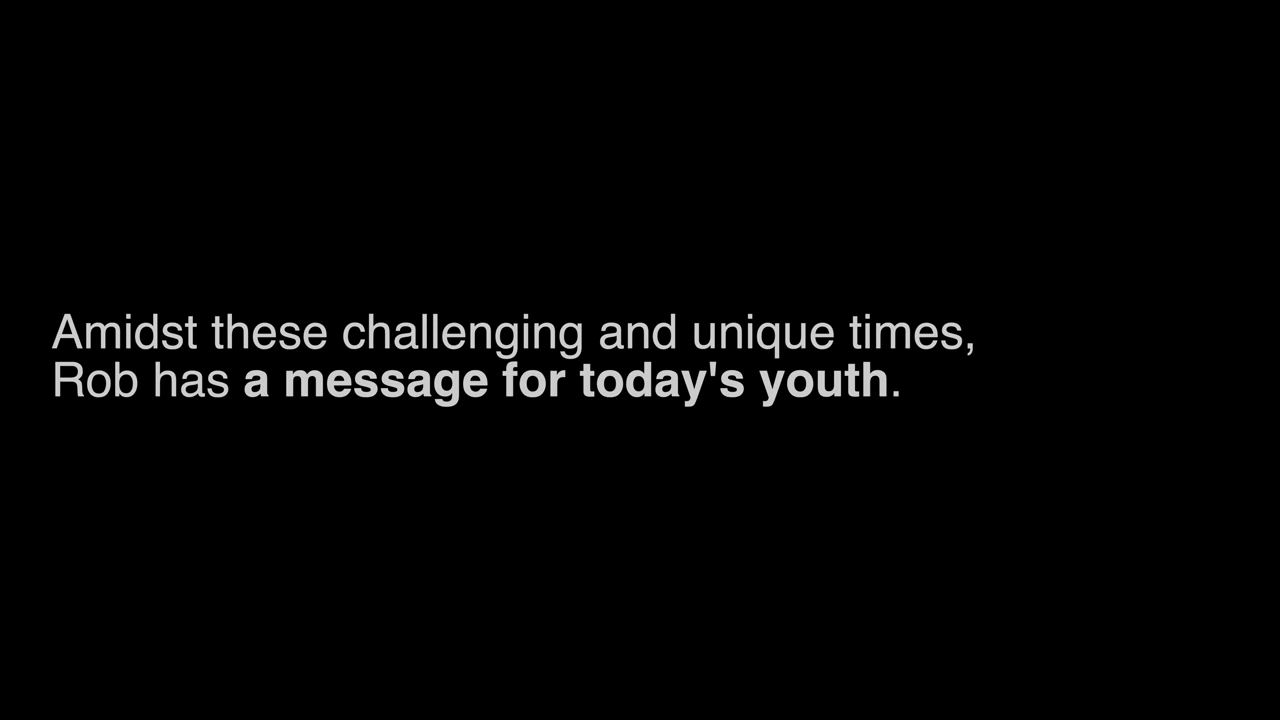 Amidst these challenging and unique times,
Rob has a message for today's youth.